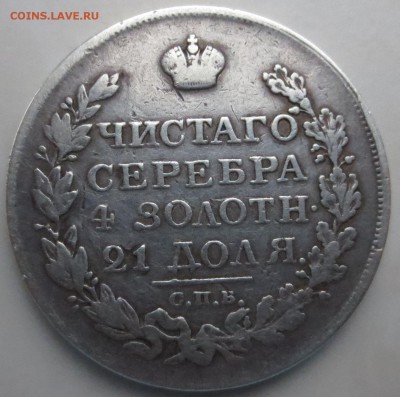 COINS.LAVE.RU
ЧИСТАГО
СЕРЕБРА
4 ЗОЛОТН·
21 ДОЛЯ.
С.П.Б.